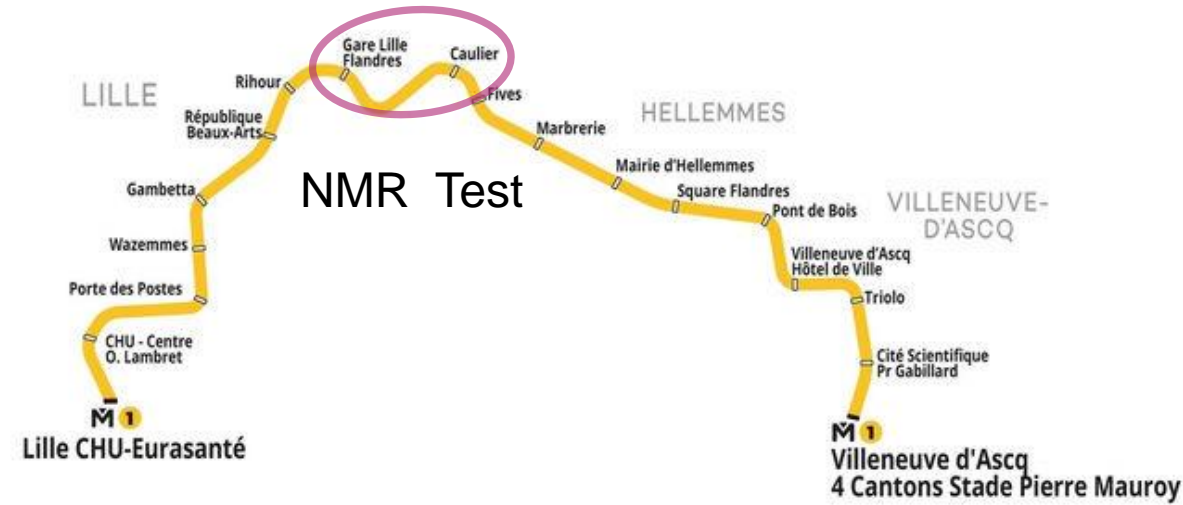 Gare Lille
Flandres
Caulier
Rihour
Fives
LILLE
République
Beaux-Arts
HELLEMMES
Marbrerie
NMR Test
Mairie d'Hellemmes
Gambetta
Square Flandres
Pont de Bois
VILLENEUVE-
D'ASCQ
Wazemmes
Villeneuve d'Ascq
Hôtel de Ville
Porte des Postes
Triolo
CHU - Centre
O. Lambret
Cité Scientifique
Pr Gabillard
M 1
Lille CHU-Eurasanté
M 1
Villeneuve d'Ascq
4 Cantons Stade Pierre Mauroy